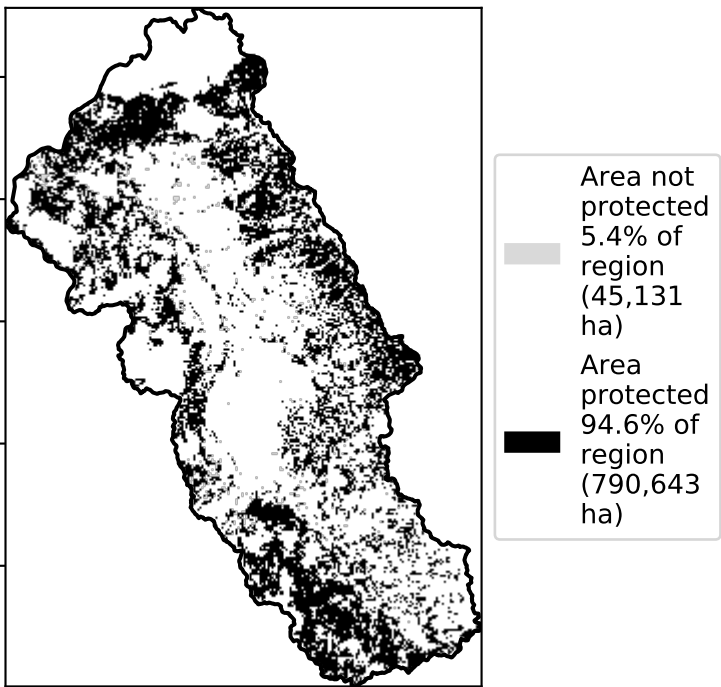 Area not
protected
5.4% of
region
(45,131
ha)
Area
protected
94.6% of
region
(790,643
ha)